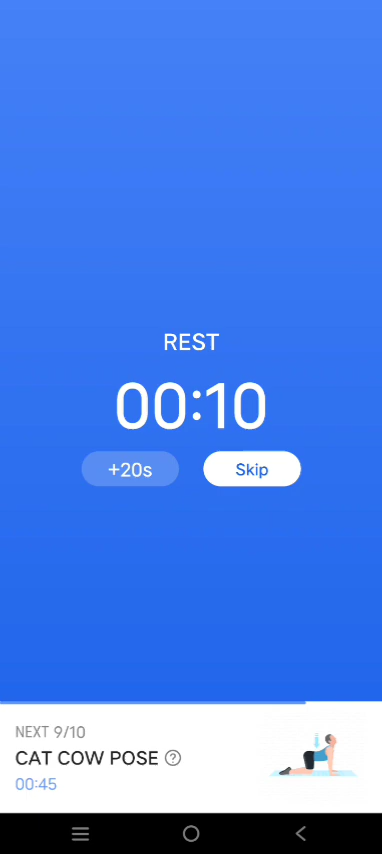 REST
00:10
+20s Skip
NEXT 9/10
CAT COW POSE ?
00:45